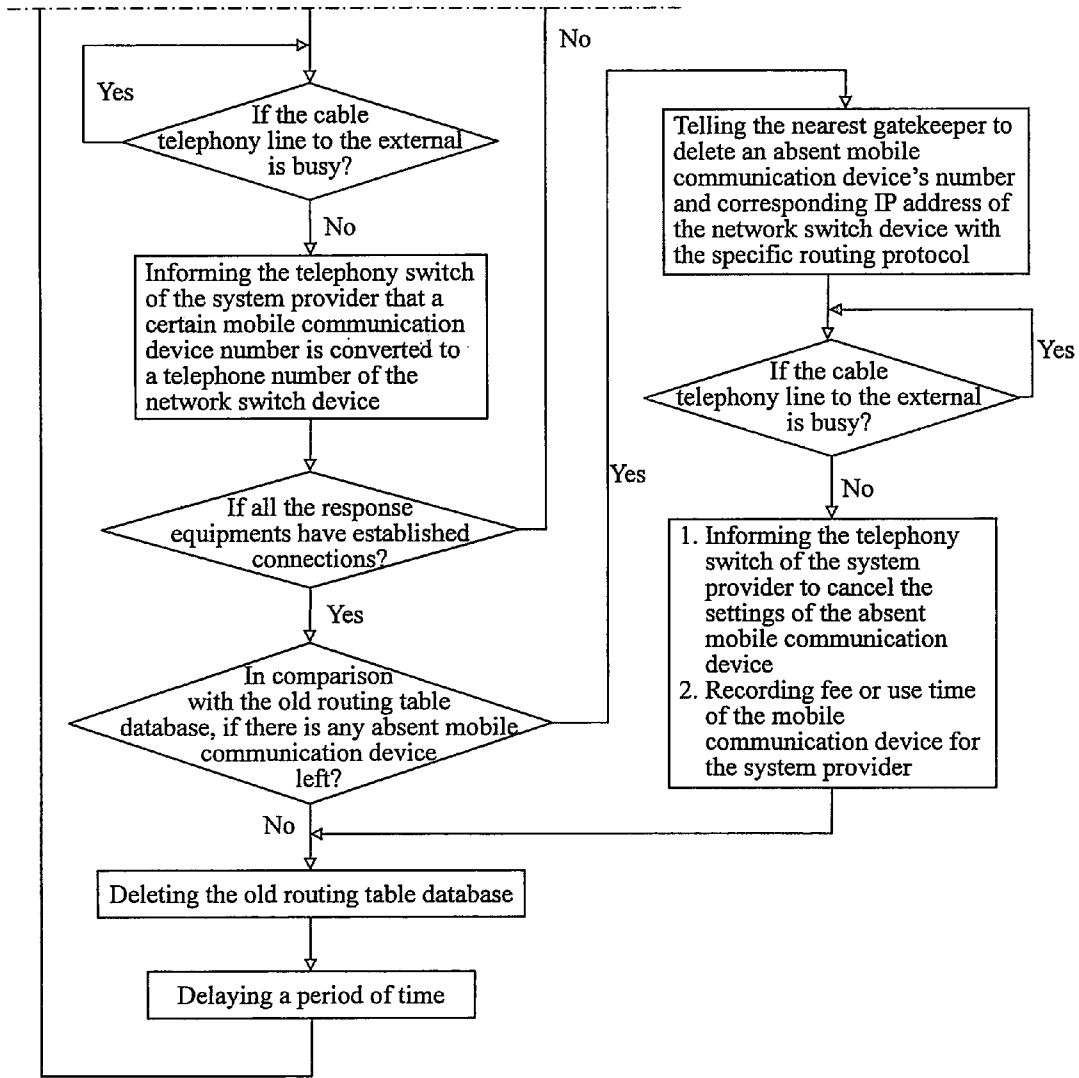 No
Yes
If the cable
telephony line to the external
is busy?
No
Informing the telephony switch
of the system provider that a
certain mobile communication
device number is converted to
a telephone number of the
network switch device
If all the response
equipments have established
connections?
Yes
In comparison
with the old routing table
database, if there is any absent mobile
communication device
left?
No
Deleting the old routing table database
Delaying a period of time
Yes
Telling the nearest gatekeeper to
delete an absent mobile
communication device's number
and corresponding IP address of
the network switch device with
the specific routing protocol
Yes
If the cable
telephony line to the external
is busy?
No
1. Informing the telephony
switch of the system
provider to cancel the
settings of the absent
mobile communication
device
2. Recording fee or use time
of the mobile
communication device for
the system provider